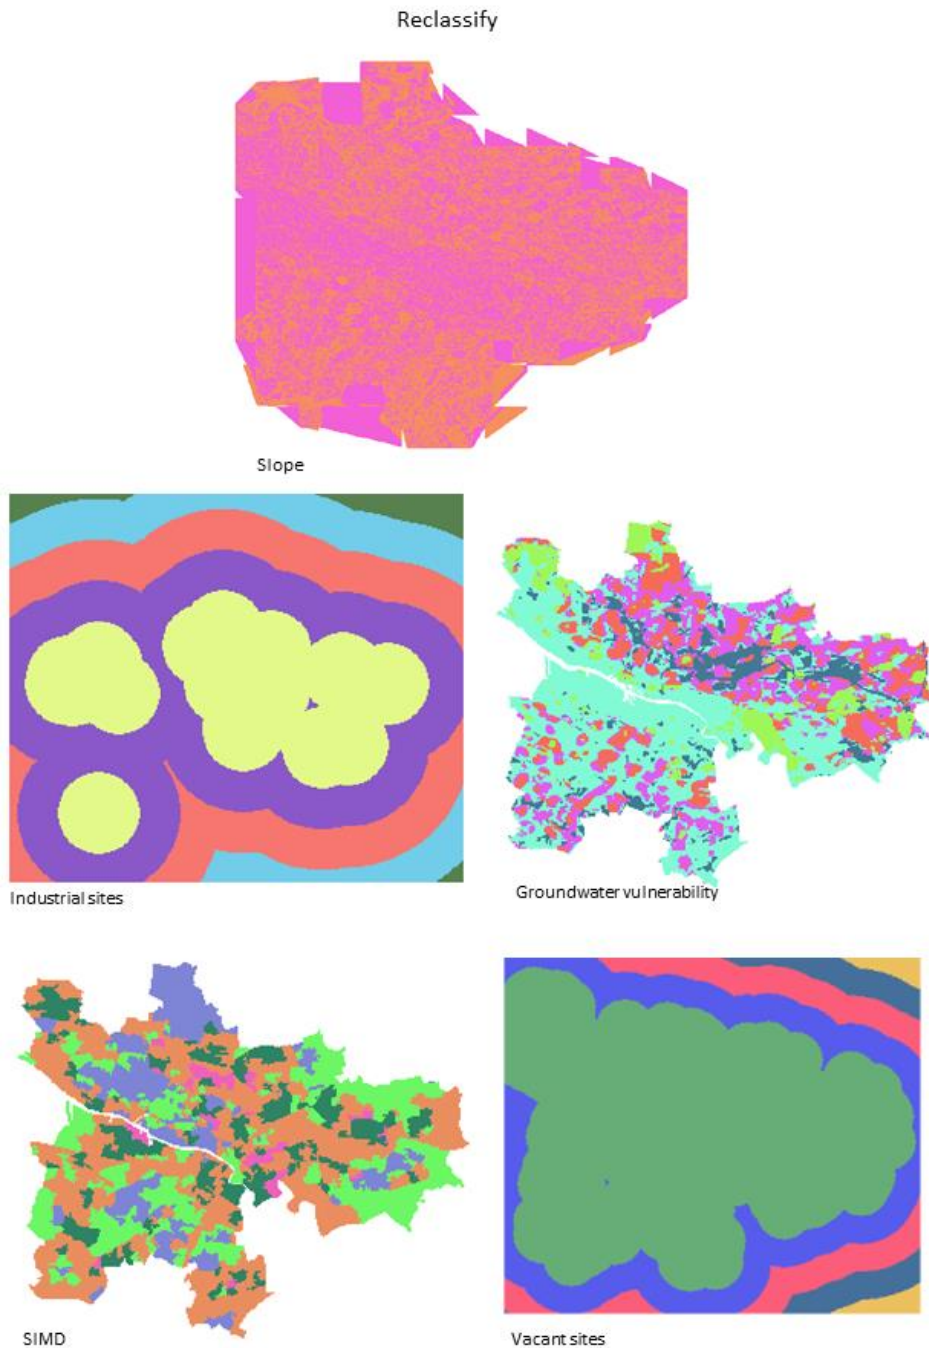 Reclassify
Slope
Industrial sites
Groundwater vulnerability
SIMD
Vacant sites